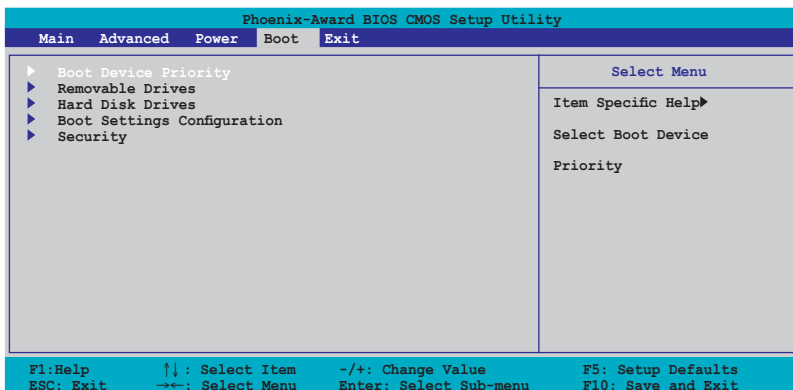 Phoenix-Award BIOS CMOS Setup Utility
Main Advanced Power Boot Exit
Boot Device Priority
Removable Drives
Hard Disk Drives
Boot Settings Configuration
Security
Select Menu
Item Specific Help
Select Boot Device
Priority
F1:Help ↑↓: Select Item -/+: Change Value F5: Setup Defaults
ESC: Exit →←: Select Menu Enter: Select Sub-menu F10: Save and Exit